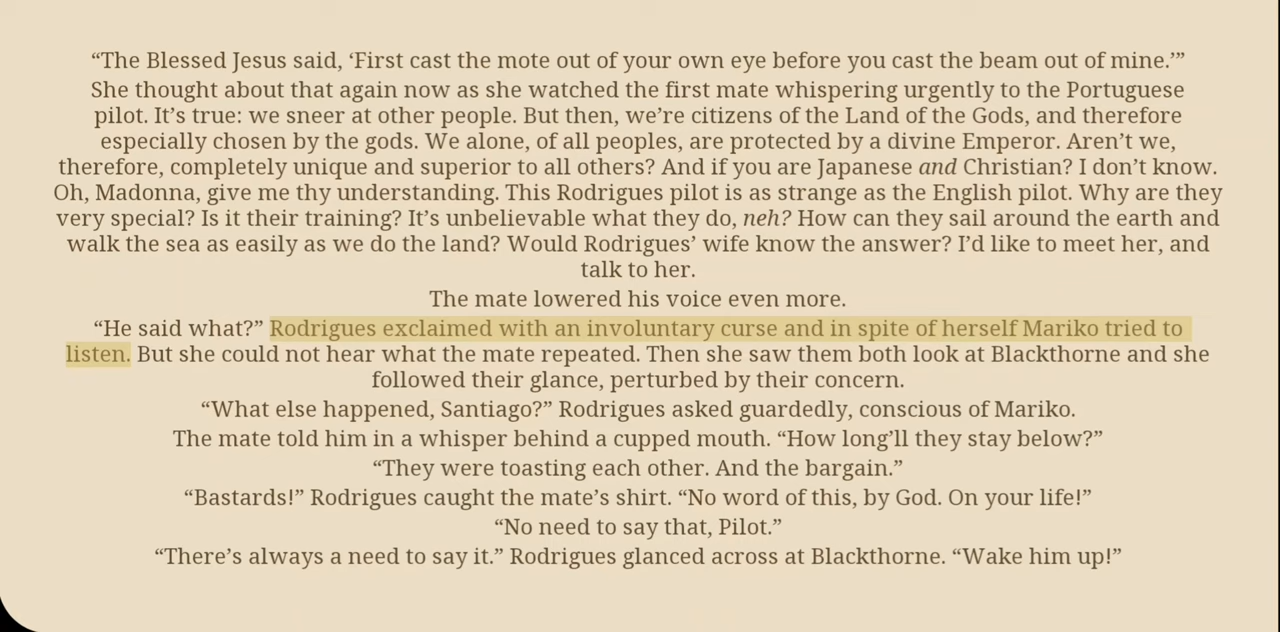 “The Blessed Jesus said, ‘First cast the mote out of your own eye before you cast the beam out of mine.’”
She thought about that again now as she watched the first mate whispering urgently to the Portuguese
pilot. It’s true: we sneer at other people. But then, we’re citizens of the Land of the Gods, and therefore
especially chosen by the gods. We alone, of all peoples, are protected by a divine Emperor. Aren’t we,
therefore, completely unique and superior to all others? And if you are Japanese and Christian? I don’t know.
Oh, Madonna, give me thy understanding. This Rodrigues pilot is as strange as the English pilot. Why are they
very special? Is it their training? It’s unbelievable what they do, neh? How can they sail around the earth and
walk the sea as easily as we do the land? Would Rodrigues’ wife know the answer? I’d like to meet her, and
talk to her.
The mate lowered his voice even more.
“He said what?” Rodrigues exclaimed with an involuntary curse and in spite of herself Mariko tried to
listen. But she could not hear what the mate repeated. Then she saw them both look at Blackthorne and she
followed their glance, perturbed by their concern.
“What else happened, Santiago?” Rodrigues asked guardedly, conscious of Mariko.
The mate told him in a whisper behind a cupped mouth. “How long’ll they stay below?”
“They were toasting each other. And the bargain.”
“Bastards!” Rodrigues caught the mate’s shirt. “No word of this, by God. On your life!”
“No need to say that, Pilot.”
“There’s always a need to say it.” Rodrigues glanced across at Blackthorne. “Wake him up!”